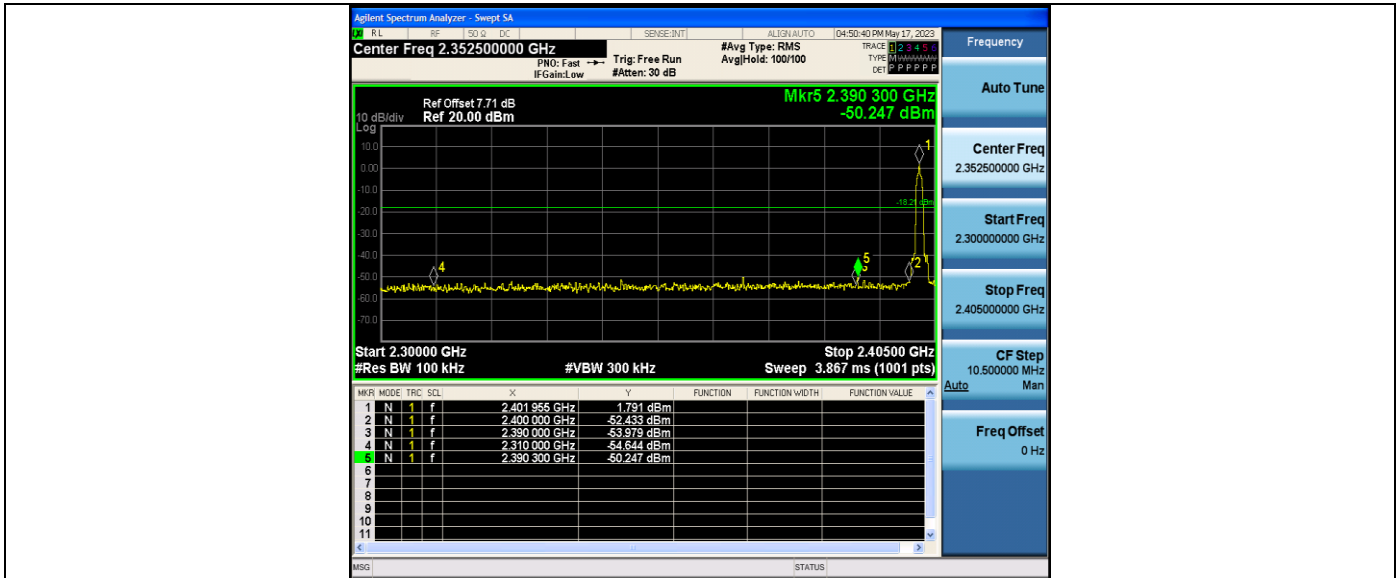 Agilent Spectrum Analyzer - Swept SA
RL RF 50 Ω DC SENSE:INT ALIGNAUTO 04:50:40 PM May 17, 2023
Center Freq 2.352500000 GHz
PNO: Fast
IFGain:Low
Trig: Free Run
#Atten: 30 dB
#Avg Type: RMS
Avg|Hold: 100/100
TRACE 1 2 3 4 5 6
TYPE M
DET P P P P P P
Mkr5 2.390 300 GHz
-50.247 dBm
Ref Offset 7.71 dB
Ref 20.00 dBm
10 dB/div
Log
10.0
0.00
-10.0
-20.0
-30.0
-40.0
-50.0
-60.0
-70.0
1
-18.21 dBm
4
5
3
2
Start 2.30000 GHz
#Res BW 100 kHz
#VBW 300 kHz
Stop 2.40500 GHz
Sweep 3.867 ms (1001 pts)
MKR MODE TRC SCL X Y FUNCTION FUNCTION WIDTH FUNCTION VALUE
1 N 1 f 2.401 955 GHz 1.791 dBm
2 N 1 f 2.400 000 GHz -52.433 dBm
3 N 1 f 2.390 000 GHz -53.979 dBm
4 N 1 f 2.310 000 GHz -54.644 dBm
5 N 1 f 2.390 300 GHz -50.247 dBm
6
7
8
9
10
11
MSG STATUS
Frequency
Auto Tune
Center Freq
2.352500000 GHz
Start Freq
2.300000000 GHz
Stop Freq
2.405000000 GHz
CF Step
10.500000 MHz
Auto Man
Freq Offset
0 Hz